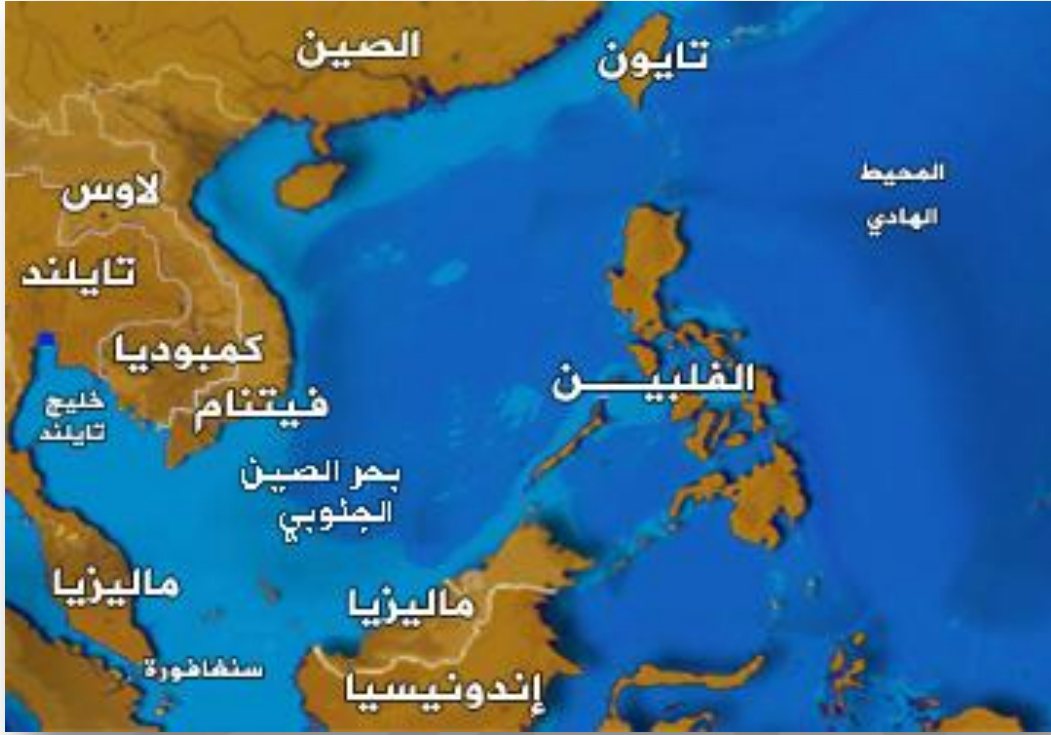 الصين
تايون
المحيط
الهادي
لاوس
تايلند
كمبوديا
الفلبيـــن
خليج
تايلند
فيتنام
بحر الصين
الجنوبي
ماليزيا
ماليزيا
سنغافورة
إندونيسيا